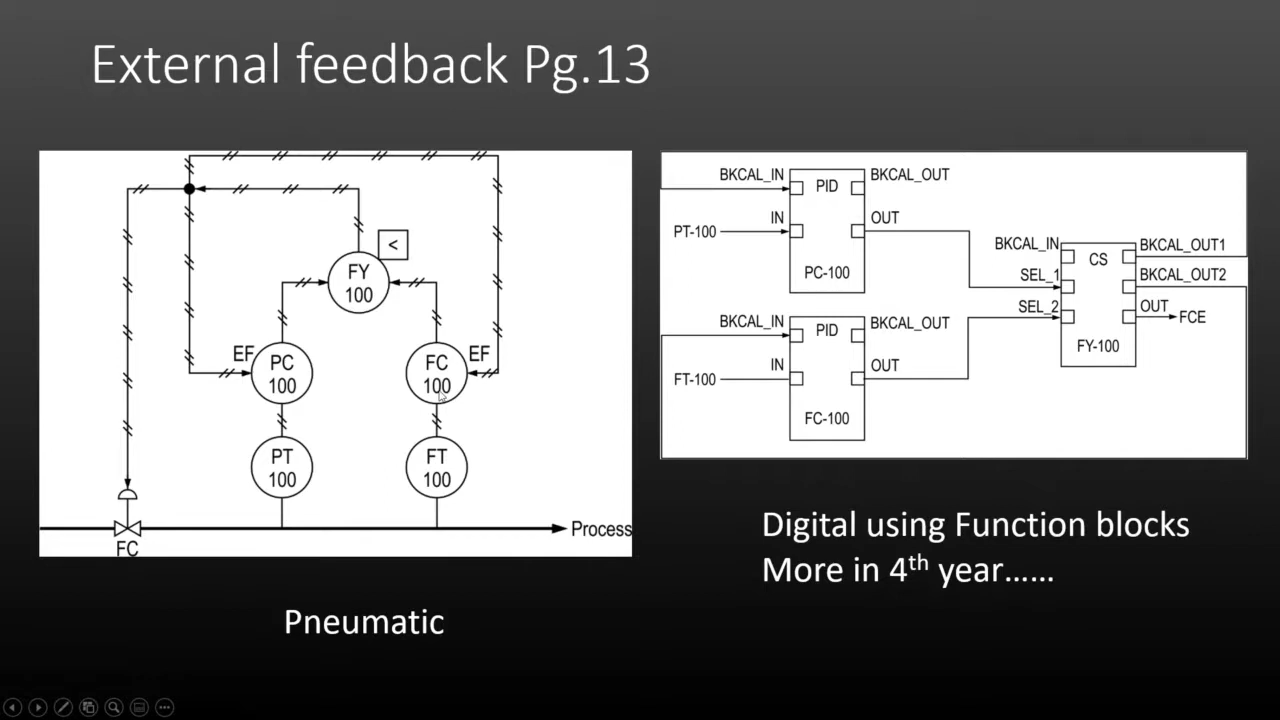 External feedback Pg.13
<
FY
100
EF
PC
100
FC
100
EF
PT
100
FT
100
Process
FC
Pneumatic
BKCAL_IN
PID
BKCAL_OUT
IN
OUT
PT-100
PC-100
BKCAL_IN
PID
BKCAL_OUT
IN
OUT
FT-100
FC-100
BKCAL_IN
CS
BKCAL_OUT1
SEL_1
BKCAL_OUT2
SEL_2
OUT
FCE
FY-100
Digital using Function blocks
More in 4th year......